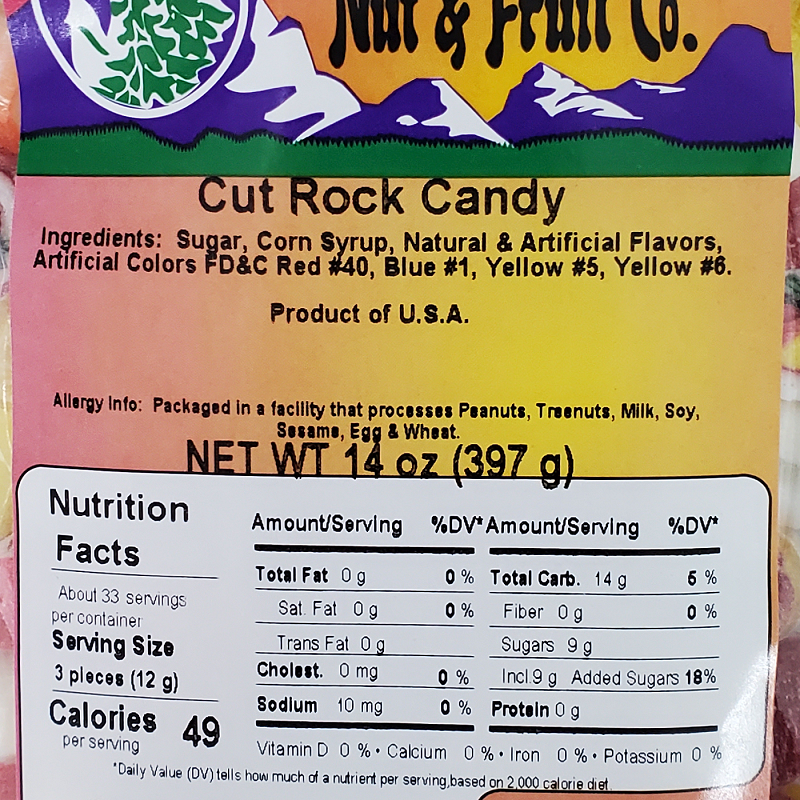 Nut & Fruit Co.
Cut Rock Candy
Ingredients: Sugar, Corn Syrup, Natural & Artificial Flavors,
Artificial Colors FD&C Red #40, Blue #1, Yellow #5, Yellow #6.
Product of U.S.A.
Allergy Info: Packaged in a facility that processes Peanuts, Treenuts, Milk, Soy,
Sesame, Egg & Wheat.
NET WT 14 oz (397 g)
Nutrition
Facts
About 33 servings
per container
Serving Size
3 pieces (12 g)
Calories 49
per serving
Amount/Serving %DV*
Total Fat 0 g 0 %
Sat. Fat 0 g 0 %
Trans Fat 0 g
Cholest. 0 mg 0 %
Sodium 10 mg 0 %
Amount/Serving %DV*
Total Carb. 14 g 5 %
Fiber 0 g 0 %
Sugars 9 g
Incl.9 g Added Sugars 18%
Protein 0 g
Vitamin D 0 % • Calcium 0 % • Iron 0 % • Potassium 0 %
*Daily Value (DV) tells how much of a nutrient per serving,based on 2,000 calorie diet.